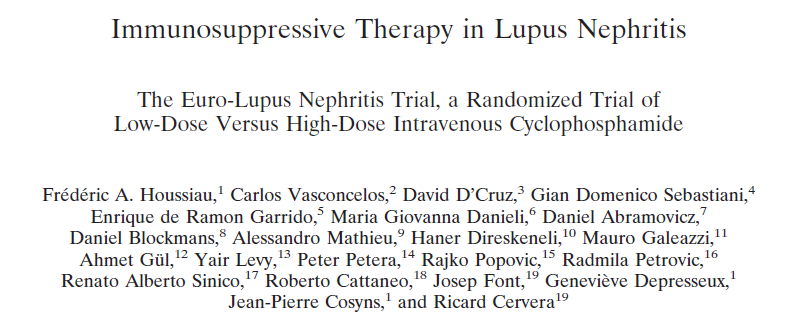 Immunosuppressive Therapy in Lupus Nephritis
The Euro-Lupus Nephritis Trial, a Randomized Trial of
Low-Dose Versus High-Dose Intravenous Cyclophosphamide
Frédéric A. Houssiau,¹ Carlos Vasconcelos,² David D’Cruz,³ Gian Domenico Sebastiani,⁴
Enrique de Ramon Garrido,⁵ Maria Giovanna Danieli,⁶ Daniel Abramovicz,⁷
Daniel Blockmans,⁸ Alessandro Mathieu,⁹ Haner Direskeneli,¹⁰ Mauro Galeazzi,¹¹
Ahmet Gül,¹² Yair Levy,¹³ Peter Petera,¹⁴ Rajko Popovic,¹⁵ Radmila Petrovic,¹⁶
Renato Alberto Sinico,¹⁷ Roberto Cattaneo,¹⁸ Josep Font,¹⁹ Geneviève Depresseux,¹
Jean-Pierre Cosyns,¹ and Ricard Cervera¹⁹